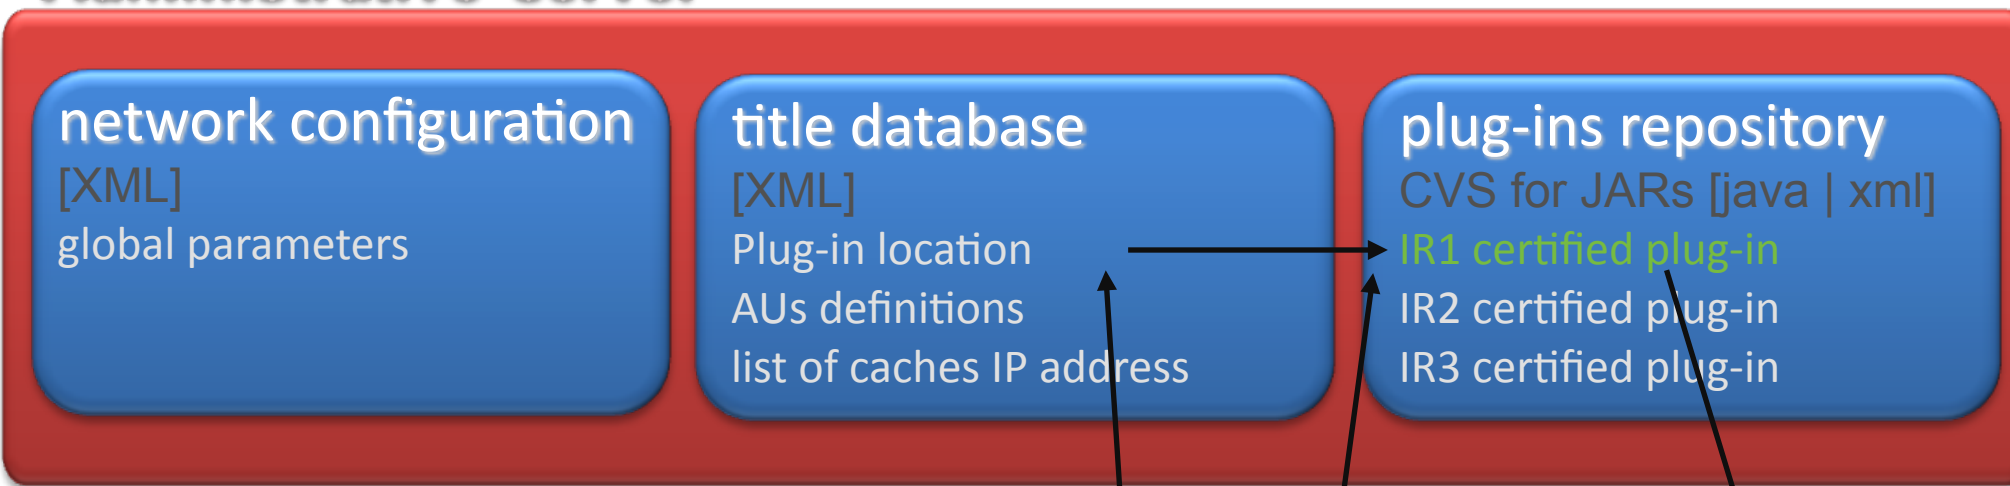 network configuration
[XML]
global parameters
title database
[XML]
Plug-in location
AUs definitions
list of caches IP address
plug-ins repository
CVS for JARs [java | xml]
IR1 certified plug-in
IR2 certified plug-in
IR3 certified plug-in